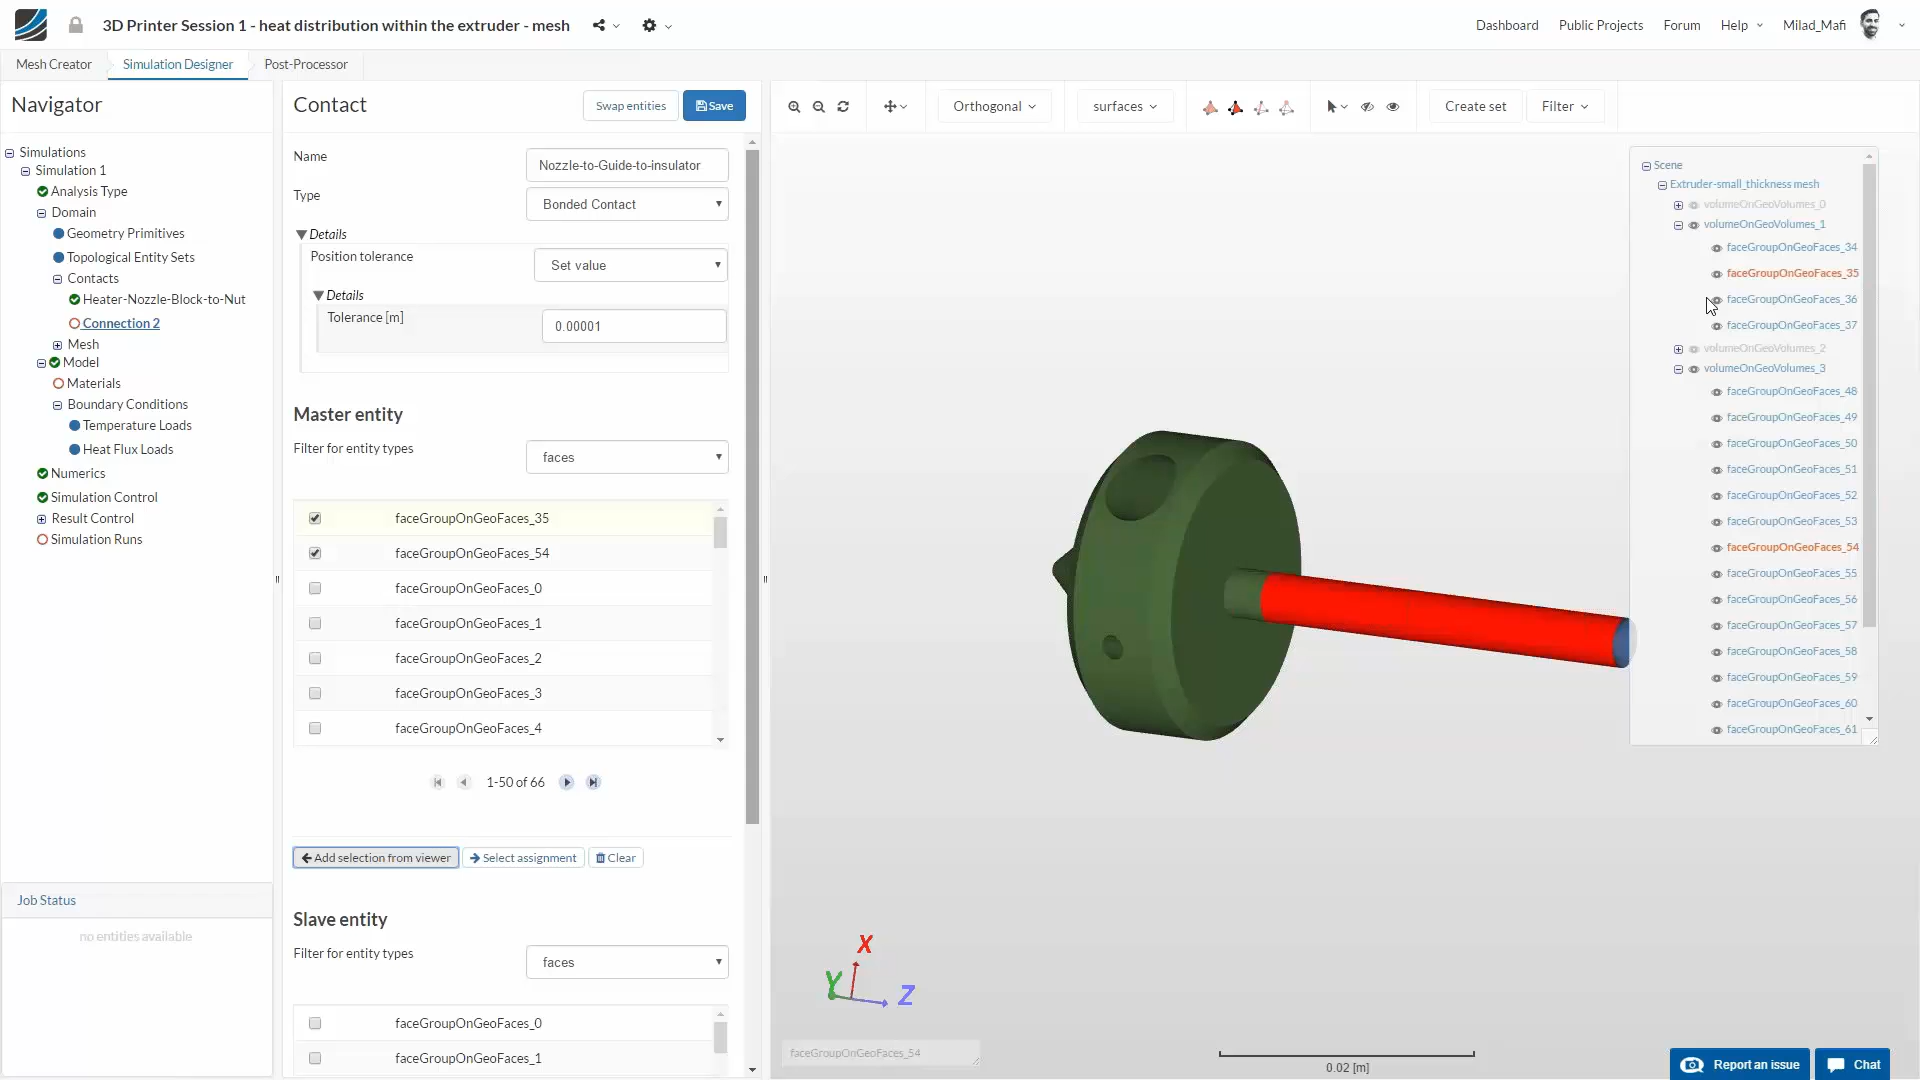 3D Printer Session 1 - heat distribution within the extruder - mesh
Dashboard
Public Projects
Forum
Help
Milad_Mafi
Mesh Creator
Simulation Designer
Post-Processor
Navigator
Simulations
Simulation 1
Analysis Type
Domain
Geometry Primitives
Topological Entity Sets
Contacts
Heater-Nozzle-Block-to-Nut
Connection 2
Mesh
Model
Materials
Boundary Conditions
Temperature Loads
Heat Flux Loads
Numerics
Simulation Control
Result Control
Simulation Runs
Job Status
no entities available
Contact
Swap entities
Save
Name
Nozzle-to-Guide-to-insulator
Type
Bonded Contact
Details
Position tolerance
Set value
Details
Tolerance [m]
0.00001
Master entity
Filter for entity types
faces
faceGroupOnGeoFaces_35
faceGroupOnGeoFaces_54
faceGroupOnGeoFaces_0
faceGroupOnGeoFaces_1
faceGroupOnGeoFaces_2
faceGroupOnGeoFaces_3
faceGroupOnGeoFaces_4
1-50 of 66
Add selection from viewer
Select assignment
Clear
Slave entity
Filter for entity types
faces
faceGroupOnGeoFaces_0
faceGroupOnGeoFaces_1
Orthogonal
surfaces
Create set
Filter
Scene
Extruder-small_thickness mesh
volumeOnGeoVolumes_0
volumeOnGeoVolumes_1
faceGroupOnGeoFaces_34
faceGroupOnGeoFaces_35
faceGroupOnGeoFaces_36
faceGroupOnGeoFaces_37
volumeOnGeoVolumes_2
volumeOnGeoVolumes_3
faceGroupOnGeoFaces_48
faceGroupOnGeoFaces_49
faceGroupOnGeoFaces_50
faceGroupOnGeoFaces_51
faceGroupOnGeoFaces_52
faceGroupOnGeoFaces_53
faceGroupOnGeoFaces_54
faceGroupOnGeoFaces_55
faceGroupOnGeoFaces_56
faceGroupOnGeoFaces_57
faceGroupOnGeoFaces_58
faceGroupOnGeoFaces_59
faceGroupOnGeoFaces_60
faceGroupOnGeoFaces_61
X
Y
Z
faceGroupOnGeoFaces_54
0.02 [m]
Report an issue
Chat